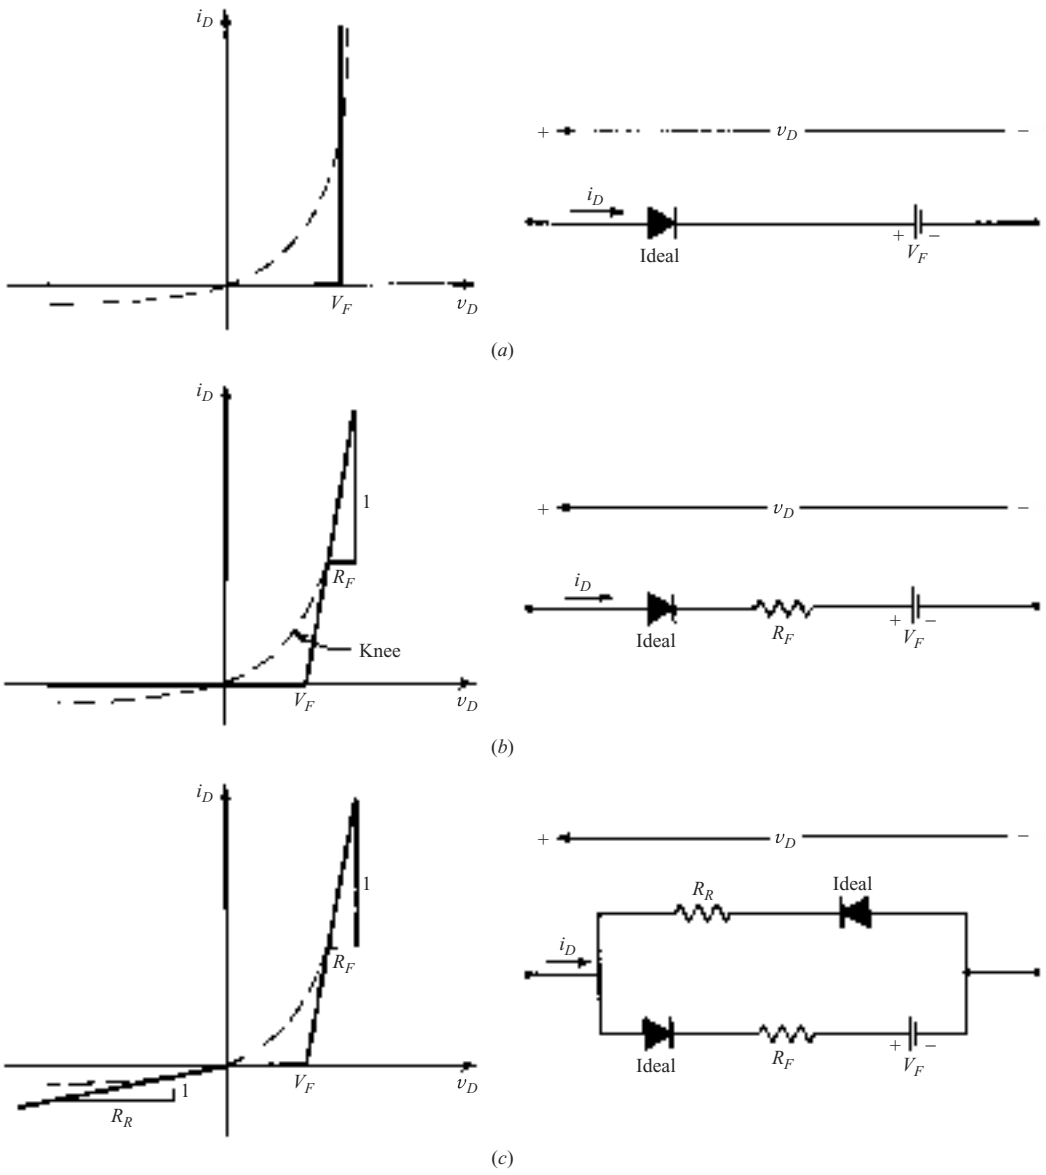 i_D
+ v_D −
i_D
Ideal
+ −
V_F
V_F
v_D
(a)
i_D
1
R_F
Knee
V_F
v_D
+ v_D −
i_D
Ideal
R_F
+ −
V_F
(b)
i_D
1
R_F
V_F
v_D
1
R_R
+ v_D −
R_R
Ideal
i_D
Ideal
R_F
+ −
V_F
(c)